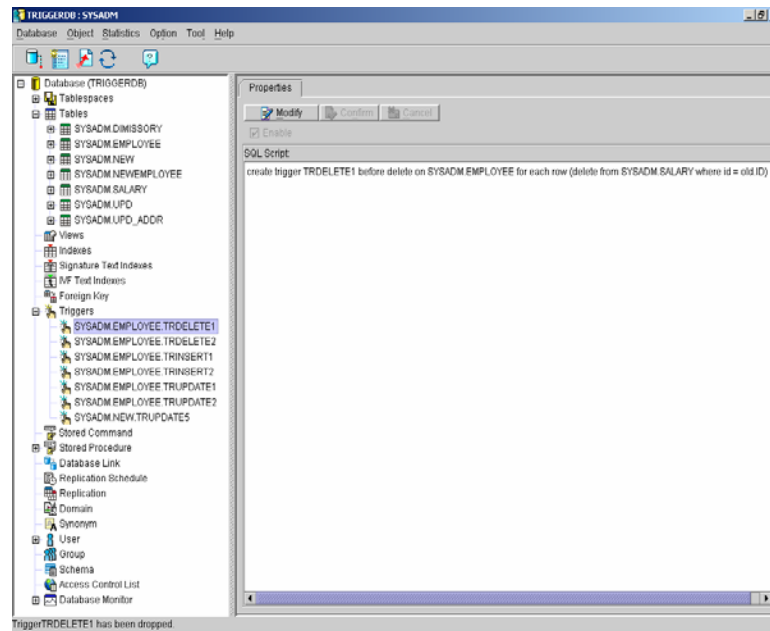 TRIGGERDB : SYSADM
Database Object Statistics Option Tool Help
Database (TRIGGERDB)
Tablespaces
Tables
SYSADM.DIMISSORY
SYSADM.EMPLOYEE
SYSADM.NEW
SYSADM.NEWEMPLOYEE
SYSADM.SALARY
SYSADM.UPD
SYSADM.UPD_ADDR
Views
Indexes
Signature Text Indexes
IVF Text Indexes
Foreign Key
Triggers
SYSADM.EMPLOYEE.TRDELETE1
SYSADM.EMPLOYEE.TRDELETE2
SYSADM.EMPLOYEE.TRINSERT1
SYSADM.EMPLOYEE.TRINSERT2
SYSADM.EMPLOYEE.TRUPDATE1
SYSADM.EMPLOYEE.TRUPDATE2
SYSADM.NEW.TRUPDATE5
Stored Command
Stored Procedure
Database Link
Replication Schedule
Replication
Domain
Synonym
User
Group
Schema
Access Control List
Database Monitor
Properties
Modify Confirm Cancel
Enable
SQL Script:
create trigger TRDELETE1 before delete on SYSADM.EMPLOYEE for each row (delete from SYSADM.SALARY where id = old.ID)
TriggerTRDELETE1 has been dropped.